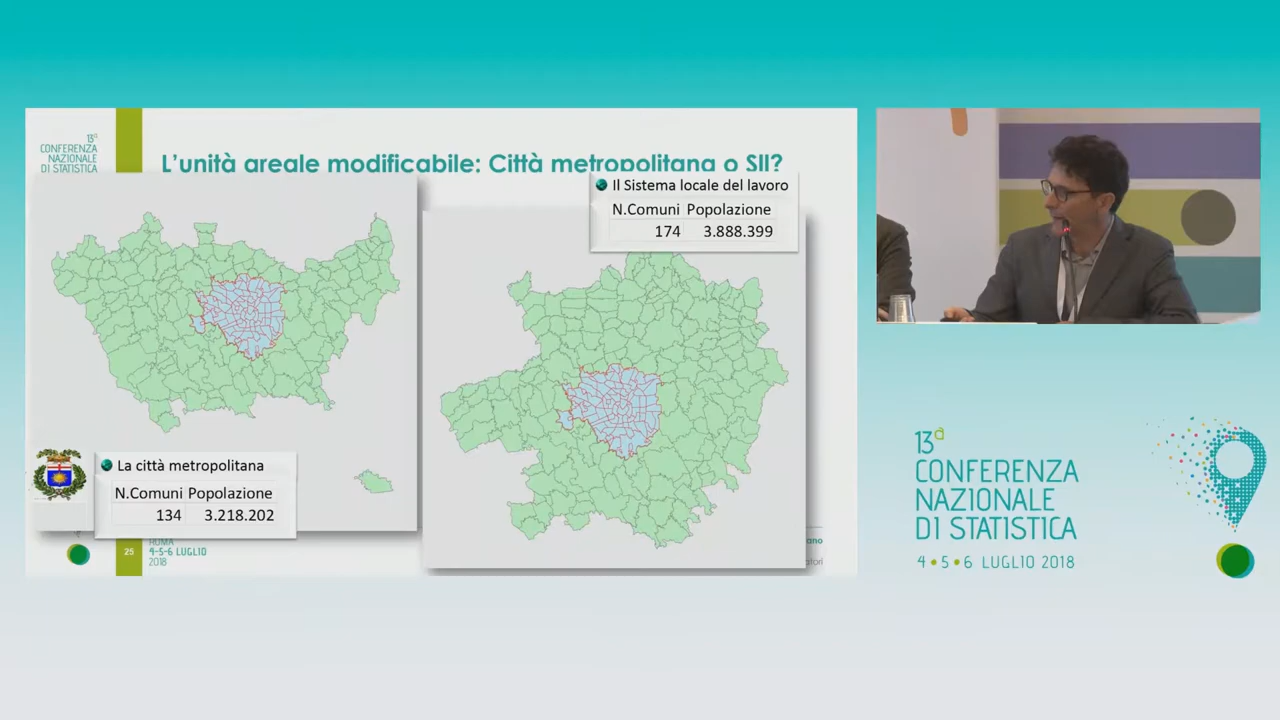 13ª
CONFERENZA
NAZIONALE
DI STATISTICA
L'unità areale modificabile: Città metropolitana o Sll?
Il Sistema locale del lavoro
N.Comuni Popolazione
174 3.888.399
La città metropolitana
N.Comuni Popolazione
134 3.218.202
25
ROMA
4-5-6 LUGLIO
2018
13ª
CONFERENZA
NAZIONALE
DI STATISTICA
4 • 5 • 6 LUGLIO 2018